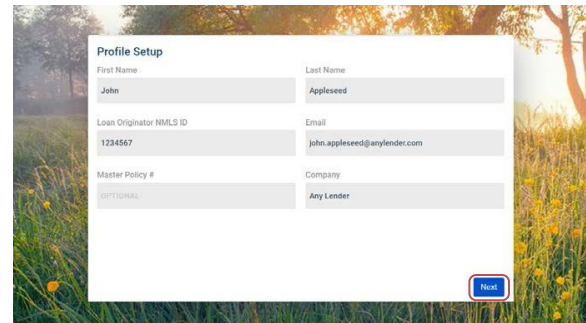 Profile Setup
First Name
Last Name
John
Appleseed
Loan Originator NMLS ID
Email
1234567
john.appleseed@anylender.com
Master Policy #
Company
OPTIONAL
Any Lender
Next